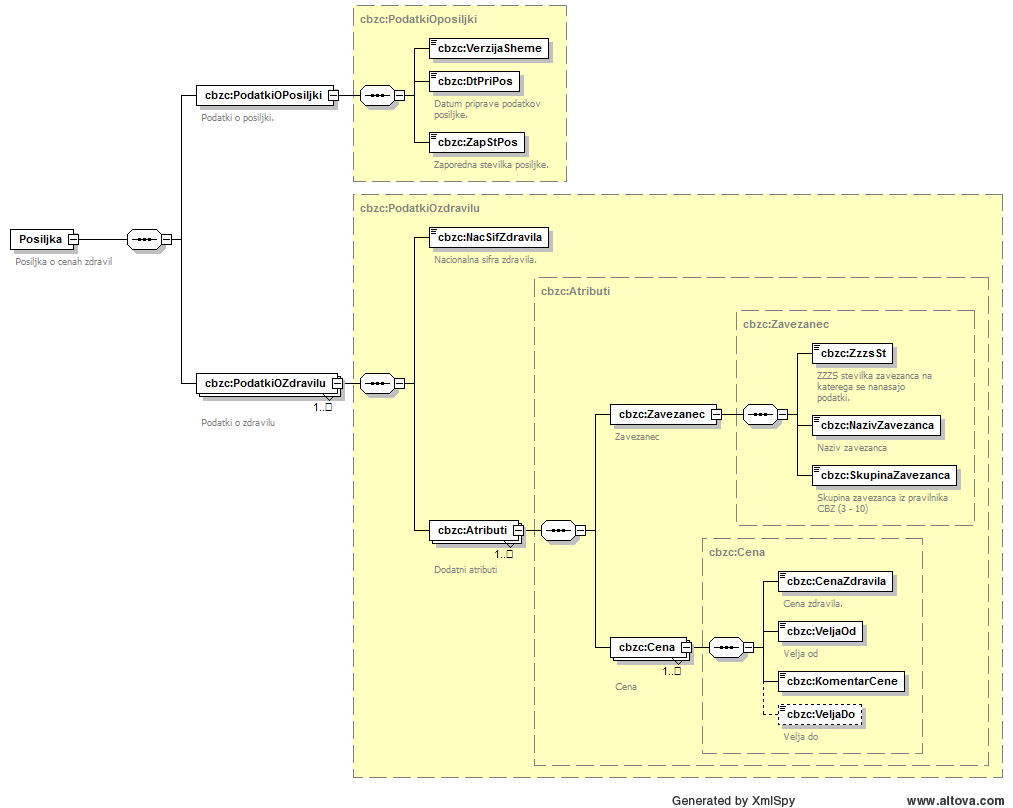 cbzc:PodatkiOposiljki
cbzc:VerzijaSheme
cbzc:DtPriPos
Datum priprave podatkov
posiljke.
cbzc:ZapStPos
Zaporedna stevilka posiljke.
cbzc:PodatkiOPosiljki
Podatki o posiljki.
Posiljka
Posiljka o cenah zdravil
cbzc:PodatkiOzdravilu
cbzc:NacSifZdravila
Nacionalna sifra zdravila.
cbzc:PodatkiOZdravilu
1..
Podatki o zdravilu
cbzc:Atributi
cbzc:Atributi
1..
Dodatni atributi
cbzc:Zavezanec
cbzc:Zavezanec
Zavezanec
cbzc:ZzzsSt
ZZZS stevilka zavezanca na
katerega se nanasajo
podatki.
cbzc:NazivZavezanca
Naziv zavezanca
cbzc:SkupinaZavezanca
Skupina zavezanca iz pravilnika
CBZ (3 - 10)
cbzc:Cena
cbzc:Cena
1..
Cena
cbzc:CenaZdravila
Cena zdravila.
cbzc:VeljaOd
Velja od
cbzc:KomentarCene
cbzc:VeljaDo
Velja do
Generated by XmlSpy
www.altova.com